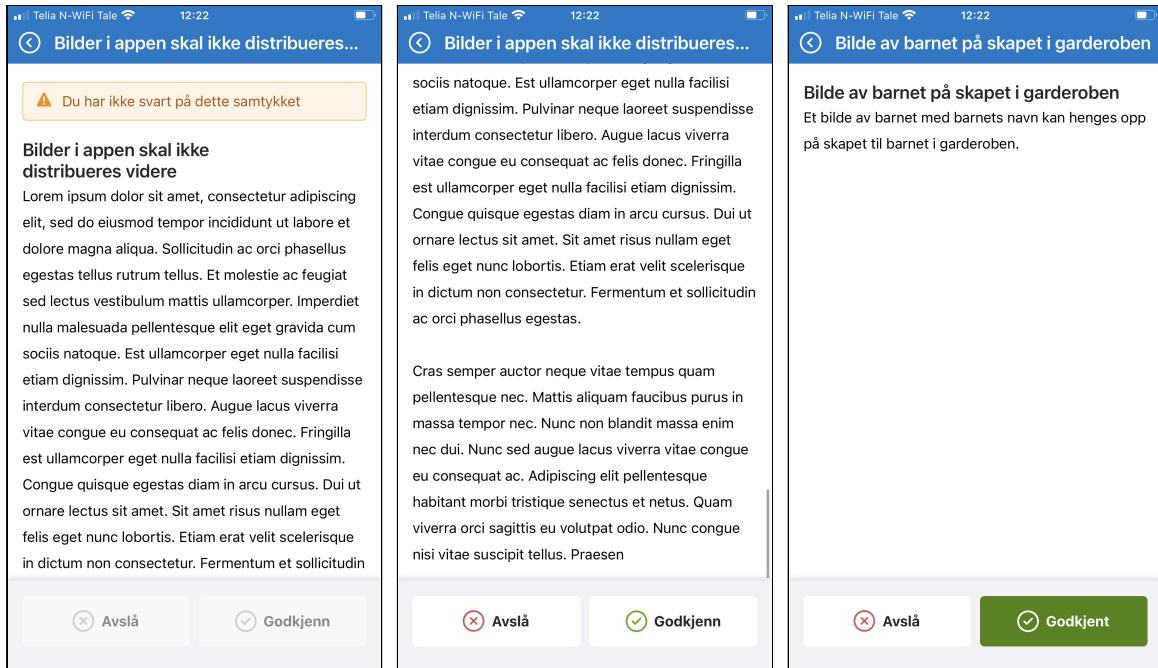 Telia N-WiFi Tale 12:22
Bilder i appen skal ikke distribueres...
Du har ikke svart på dette samtykket
Bilder i appen skal ikke
distribueres videre
Lorem ipsum dolor sit amet, consectetur adipiscing
elit, sed do eiusmod tempor incididunt ut labore et
dolore magna aliqua. Sollicitudin ac orci phasellus
egestas tellus rutrum tellus. Et molestie ac feugiat
sed lectus vestibulum mattis ullamcorper. Imperdiet
nulla malesuada pellentesque elit eget gravida cum
sociis natoque. Est ullamcorper eget nulla facilisi
etiam dignissim. Pulvinar neque laoreet suspendisse
interdum consectetur libero. Augue lacus viverra
vitae congue eu consequat ac felis donec. Fringilla
est ullamcorper eget nulla facilisi etiam dignissim.
Congue quisque egestas diam in arcu cursus. Dui ut
ornare lectus sit amet. Sit amet risus nullam eget
felis eget nunc lobortis. Etiam erat velit scelerisque
in dictum non consectetur. Fermentum et sollicitudin
Avslå
Godkjenn
Telia N-WiFi Tale 12:22
Bilder i appen skal ikke distribueres...
sociis natoque. Est ullamcorper eget nulla facilisi
etiam dignissim. Pulvinar neque laoreet suspendisse
interdum consectetur libero. Augue lacus viverra
vitae congue eu consequat ac felis donec. Fringilla
est ullamcorper eget nulla facilisi etiam dignissim.
Congue quisque egestas diam in arcu cursus. Dui ut
ornare lectus sit amet. Sit amet risus nullam eget
felis eget nunc lobortis. Etiam erat velit scelerisque
in dictum non consectetur. Fermentum et sollicitudin
ac orci phasellus egestas.
Cras semper auctor neque vitae tempus quam
pellentesque nec. Mattis aliquam faucibus purus in
massa tempor nec. Nunc non blandit massa enim
nec dui. Nunc sed augue lacus viverra vitae congue
eu consequat ac. Adipiscing elit pellentesque
habitant morbi tristique senectus et netus. Quam
viverra orci sagittis eu volutpat odio. Nunc congue
nisi vitae suscipit tellus. Praesen
Avslå
Godkjenn
Telia N-WiFi Tale 12:22
Bilde av barnet på skapet i garderoben
Bilde av barnet på skapet i garderoben
Et bilde av barnet med barnets navn kan henges opp
på skapet til barnet i garderoben.
Avslå
Godkjent